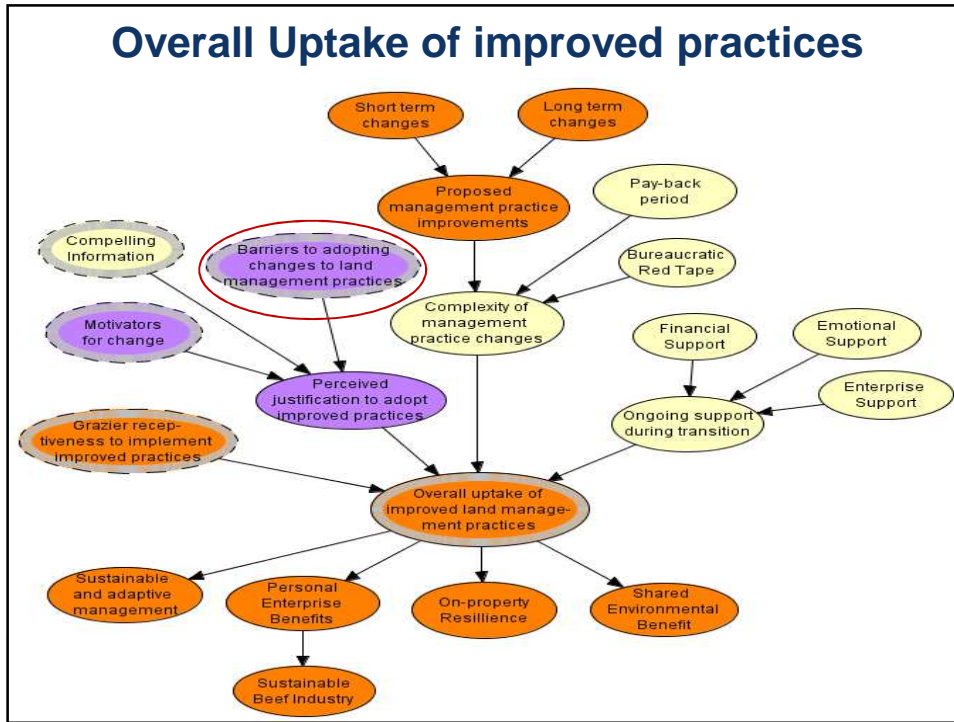 Overall Uptake of improved practices
Short term
changes
Long term
changes
Proposed
management practice
improvements
Pay-back
period
Compelling
Information
Barriers to adopting
changes to land
management practices
Bureaucratic
Red Tape
Motivators
for change
Complexity of
management
practice changes
Financial
Support
Emotional
Support
Perceived
justification to adopt
improved practices
Enterprise
Support
Grazier recep-
tiveness to implement
improved practices
Ongoing support
during transition
Overall uptake of
improved land manage-
ment practices
Sustainable
and adaptive
management
Personal
Enterprise
Benefits
On-property
Resillience
Shared
Environmental
Benefit
Sustainable
Beef Industry